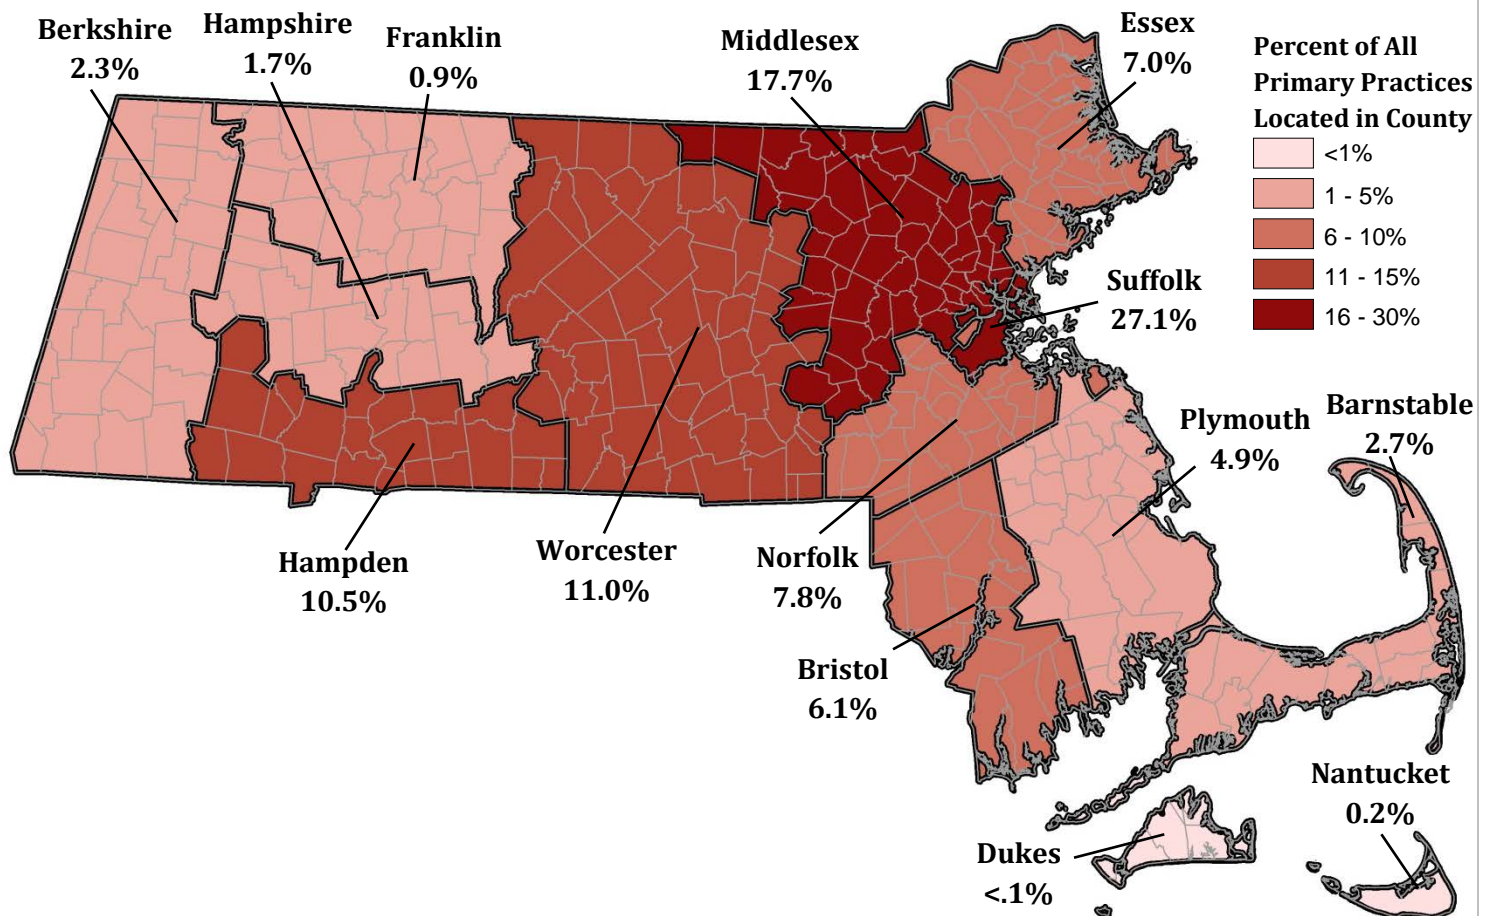 Berkshire
2.3%
Hampshire
1.7%
Franklin
0.9%
Middlesex
17.7%
Essex
7.0%
Percent of All
Primary Practices
Located in County
<1%
1 - 5%
6 - 10%
11 - 15%
16 - 30%
Suffolk
27.1%
Plymouth
4.9%
Barnstable
2.7%
Hampden
10.5%
Worcester
11.0%
Norfolk
7.8%
Bristol
6.1%
Nantucket
0.2%
Dukes
<.1%